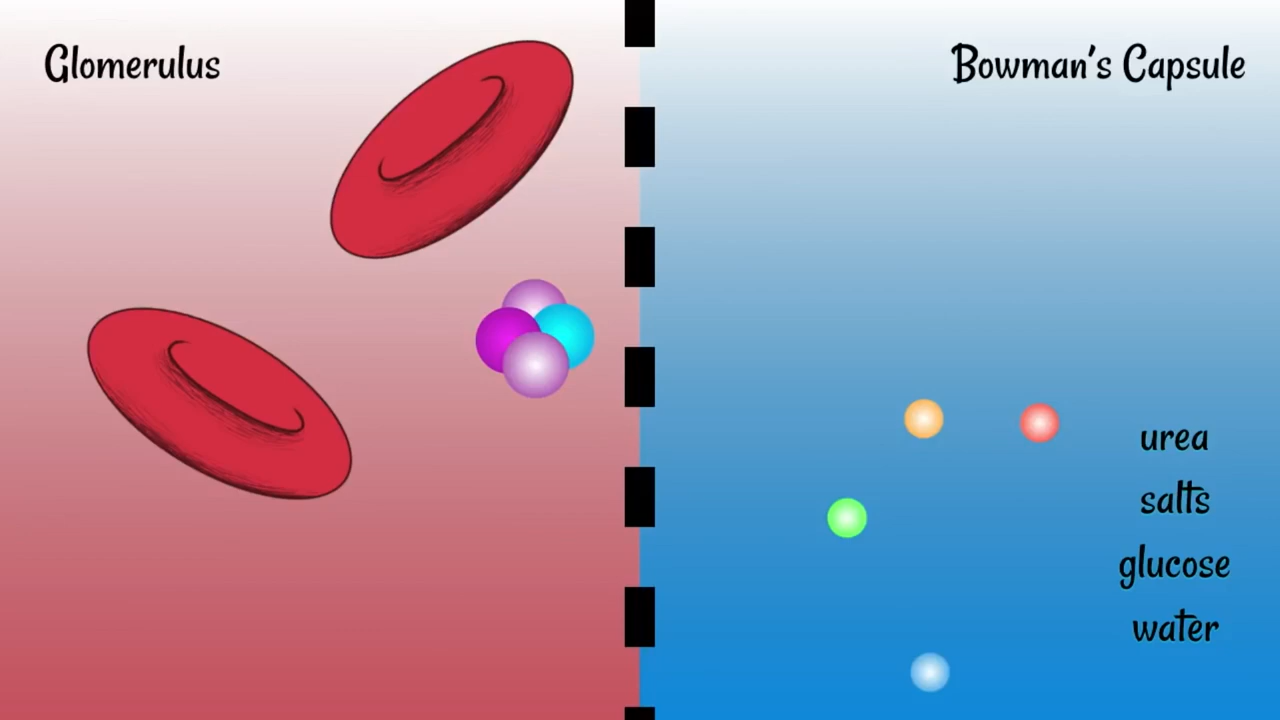 Glomerulus
Bowman's Capsule
urea
salts
glucose
water